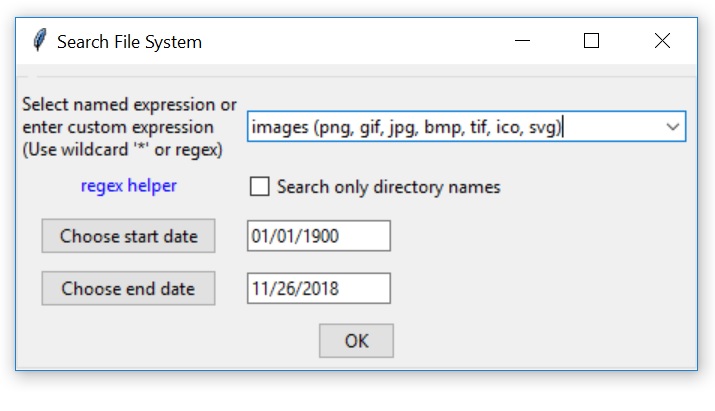 Search File System
Select named expression or
enter custom expression
(Use wildcard '*' or regex)
images (png, gif, jpg, bmp, tif, ico, svg)
regex helper
Search only directory names
Choose start date
01/01/1900
Choose end date
11/26/2018
OK